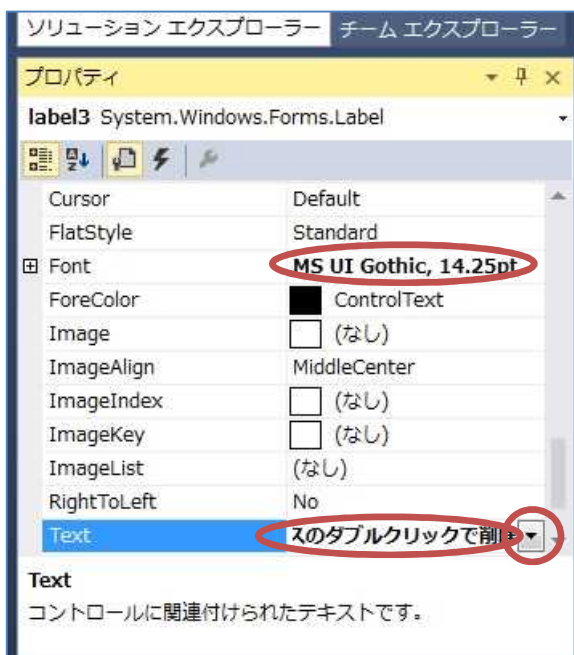 ソリューション エクスプローラー チーム エクスプローラー
プロパティ
label3 System.Windows.Forms.Label
Cursor Default
FlatStyle Standard
Font MS UI Gothic, 14.25pt
ForeColor ControlText
Image (なし)
ImageAlign MiddleCenter
ImageIndex (なし)
ImageKey (なし)
ImageList (なし)
RightToLeft No
Text スのダブルクリックで削
Text
コントロールに関連付けられたテキストです。